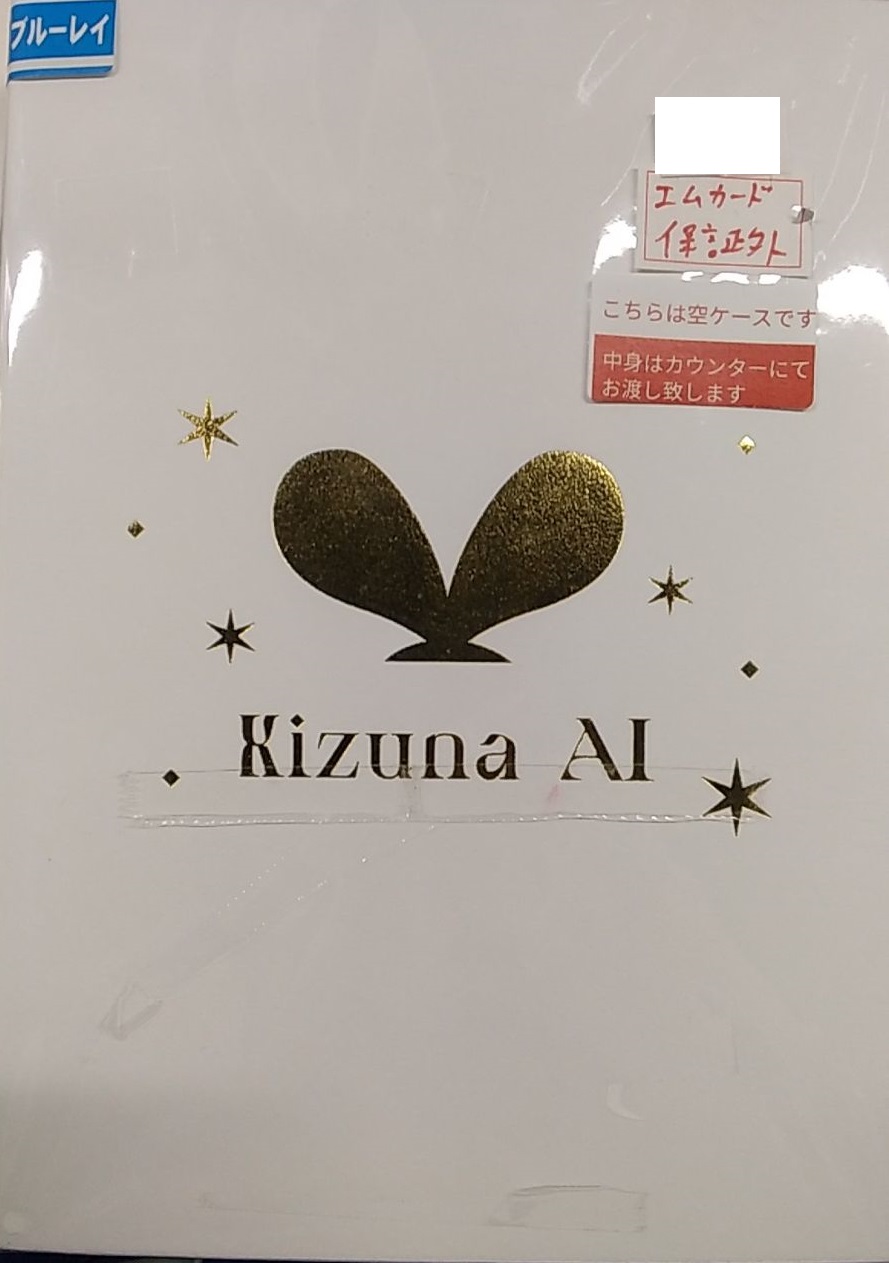 ブルーレイ
エムカード
保証外
こちらは空ケースです
中身はカウンターにて
お渡し致します
Kizuna AI